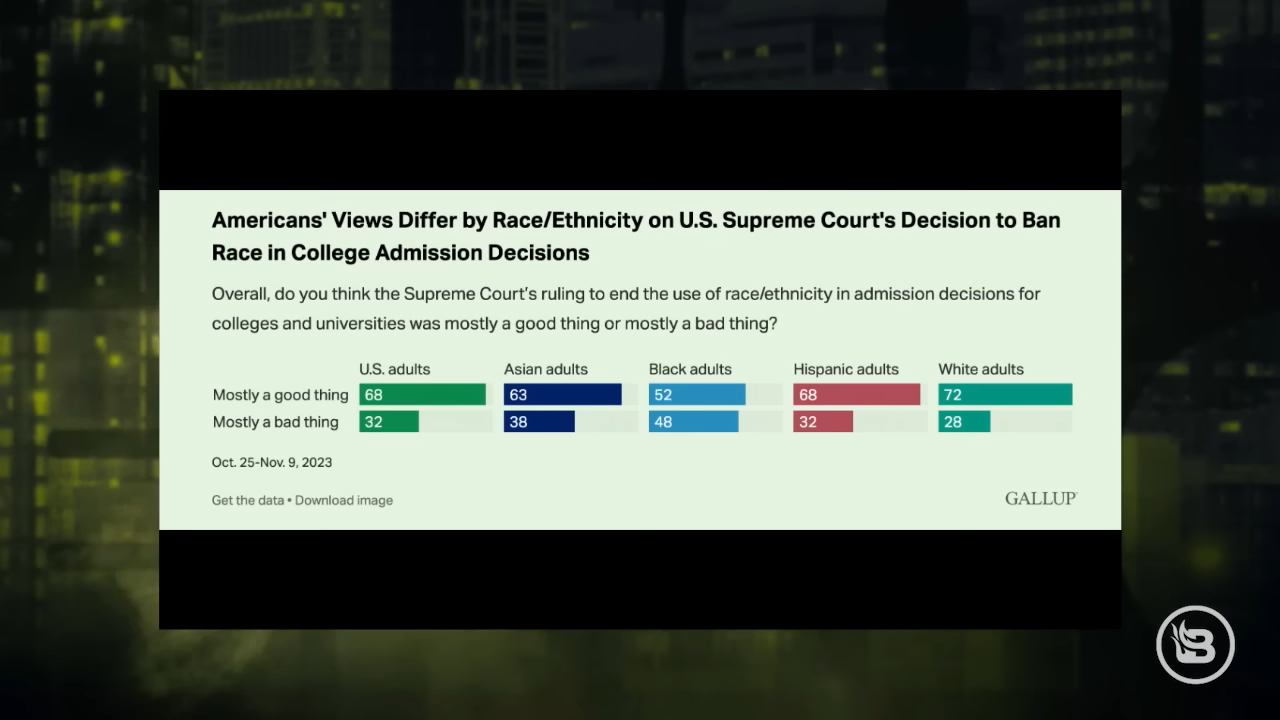 Americans' Views Differ by Race/Ethnicity on U.S. Supreme Court's Decision to Ban
Race in College Admission Decisions
Overall, do you think the Supreme Court's ruling to end the use of race/ethnicity in admission decisions for
colleges and universities was mostly a good thing or mostly a bad thing?
U.S. adults Asian adults Black adults Hispanic adults White adults
Mostly a good thing 68 63 52 68 72
Mostly a bad thing 32 38 48 32 28
Oct. 25-Nov. 9, 2023
Get the data • Download image GALLUP
B